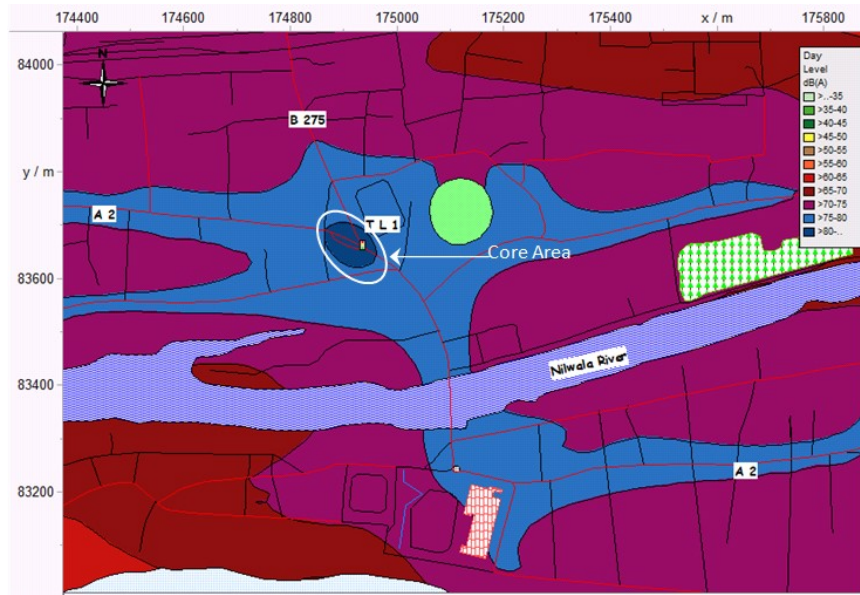 174400 174600 174800 175000 175200 175400 x / m 175800
84000
N
B 275
y / m
A 2
T L 1
Core Area
83600
83400
Nilwala River
83200
A 2
Day
Level
dB(A)
>..-35
>35-40
>40-45
>45-50
>50-55
>55-60
>60-65
>65-70
>70-75
>75-80
>80-..